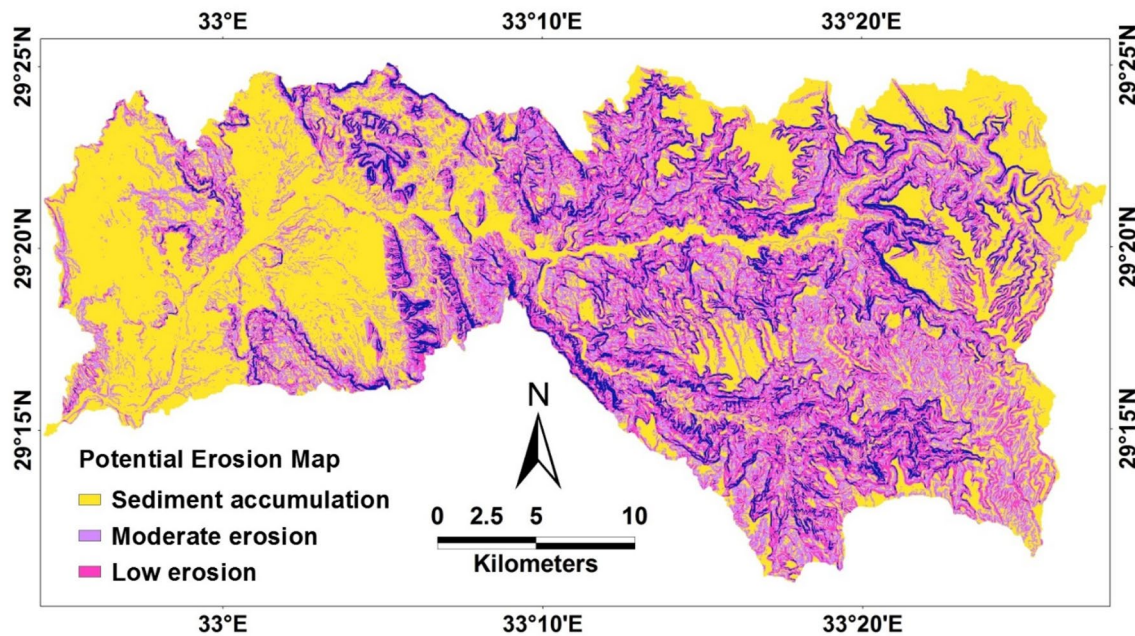 33°E 33°10'E 33°20'E
29°25'N 29°25'N
29°20'N 29°20'N
29°15'N 29°15'N
N
Potential Erosion Map
Sediment accumulation
Moderate erosion
Low erosion
0 2.5 5 10
Kilometers
33°E 33°10'E 33°20'E